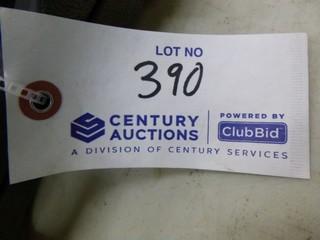 LOT NO
390
CENTURY AUCTIONS
POWERED BY
ClubBid
A DIVISION OF CENTURY SERVICES